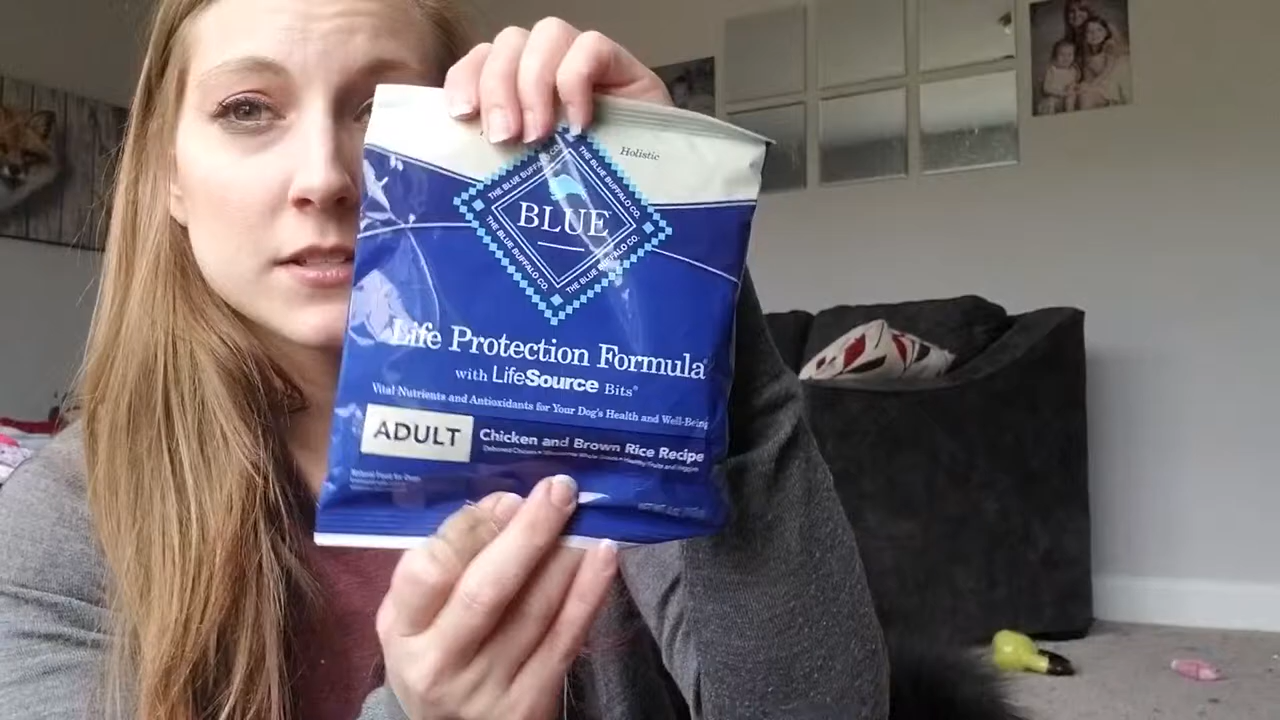 Holistic
THE BLUE BUFFALO CO.
THE BLUE BUFFALO CO.
BLUE
THE BLUE BUFFALO CO.
THE BLUE BUFFALO CO.
Life Protection Formula®
with LifeSource Bits®
Vital Nutrients and Antioxidants for Your Dog's Health and Well-Being
ADULT
Chicken and Brown Rice Recipe